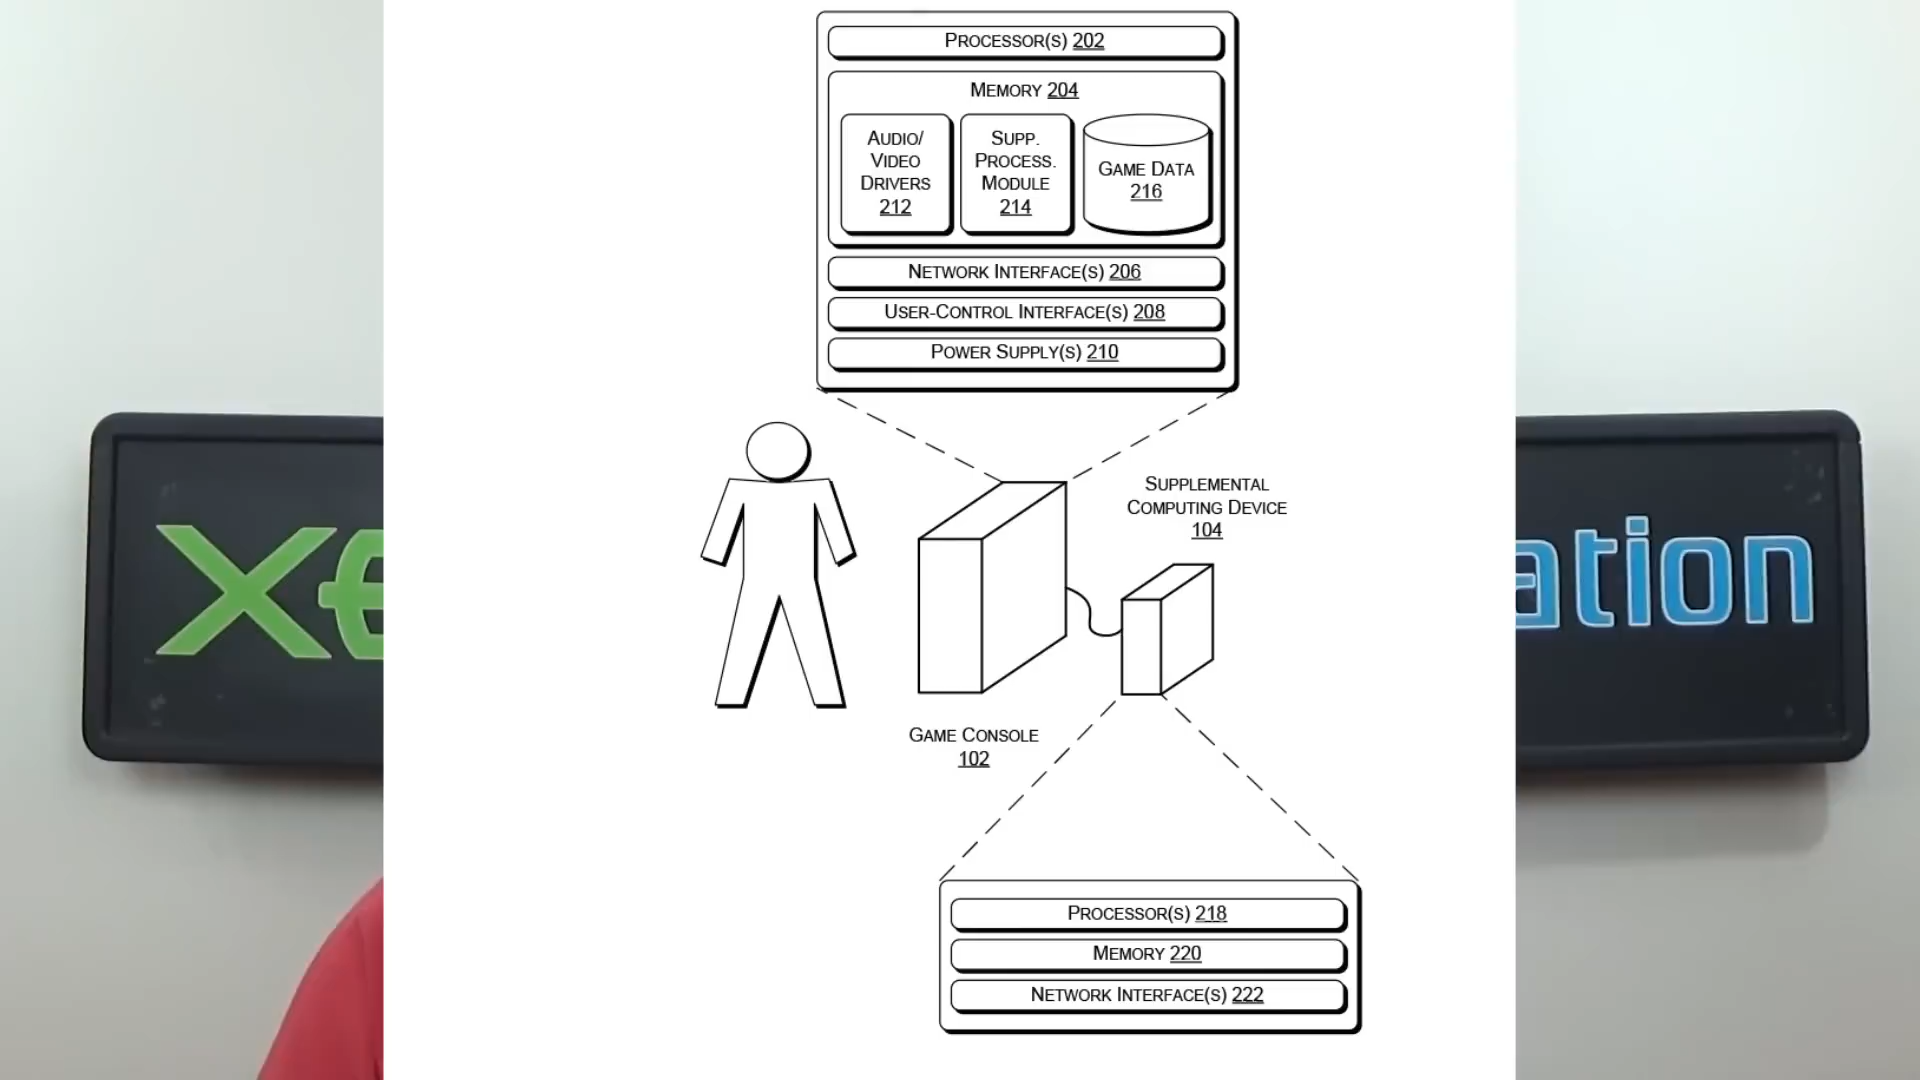 PROCESSOR(S) 202
MEMORY 204
AUDIO/
VIDEO
DRIVERS
212
SUPP.
PROCESS.
MODULE
214
GAME DATA
216
NETWORK INTERFACE(S) 206
USER-CONTROL INTERFACE(S) 208
POWER SUPPLY(S) 210
SUPPLEMENTAL
COMPUTING DEVICE
104
GAME CONSOLE
102
PROCESSOR(S) 218
MEMORY 220
NETWORK INTERFACE(S) 222
ation